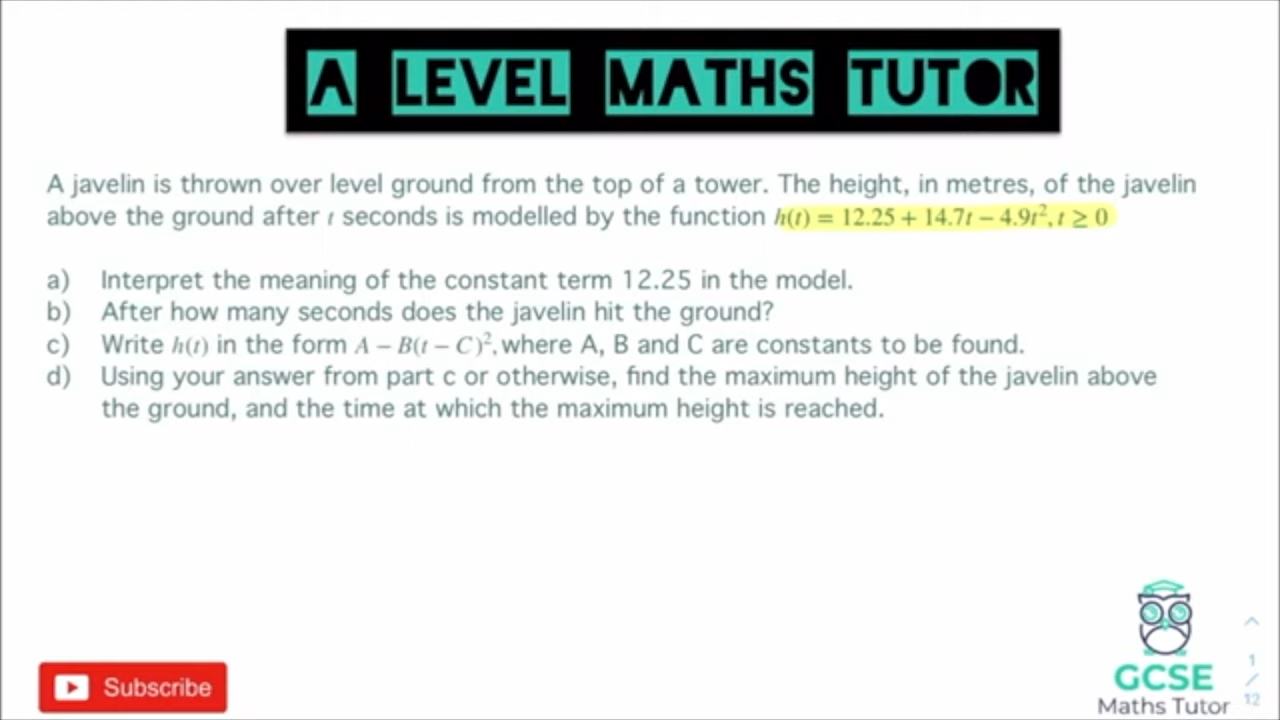 A LEVEL MATHS TUTOR
A javelin is thrown over level ground from the top of a tower. The height, in metres, of the javelin
above the ground after t seconds is modelled by the function h(t) = 12.25 + 14.7t − 4.9t², t ≥ 0
a) Interpret the meaning of the constant term 12.25 in the model.
b) After how many seconds does the javelin hit the ground?
c) Write h(t) in the form A − B(t − C)², where A, B and C are constants to be found.
d) Using your answer from part c or otherwise, find the maximum height of the javelin above
the ground, and the time at which the maximum height is reached.
Subscribe
GCSE
Maths Tutor
1
/
12